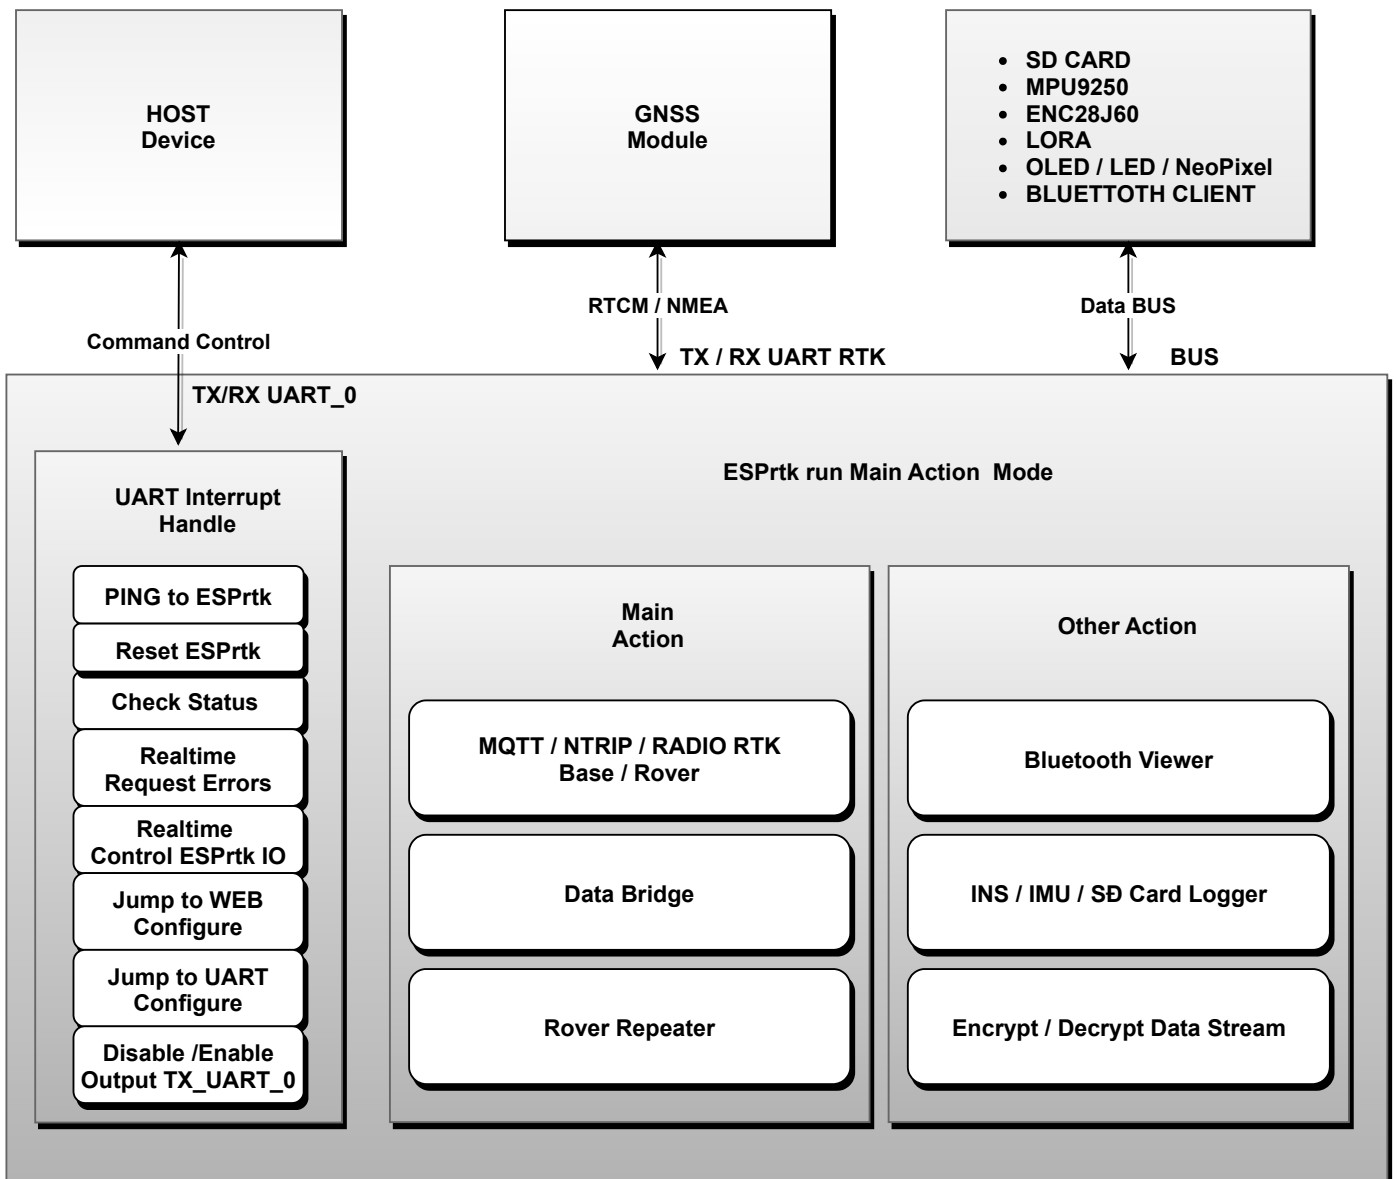 HOST
Device
GNSS
Module
• SD CARD
• MPU9250
• ENC28J60
• LORA
• OLED / LED / NeoPixel
• BLUETTOTH CLIENT
Command Control
RTCM / NMEA
Data BUS
TX/RX UART_0
TX / RX UART RTK
BUS
ESPrtk run Main Action  Mode
UART Interrupt
Handle
PING to ESPrtk
Reset ESPrtk
Check Status
Realtime
Request Errors
Realtime
Control ESPrtk IO
Jump to WEB
Configure
Jump to UART
Configure
Disable /Enable
Output TX_UART_0
Main
Action
MQTT / NTRIP / RADIO RTK
Base / Rover
Data Bridge
Rover Repeater
Other Action
Bluetooth Viewer
INS / IMU / SĐ Card Logger
Encrypt / Decrypt Data Stream